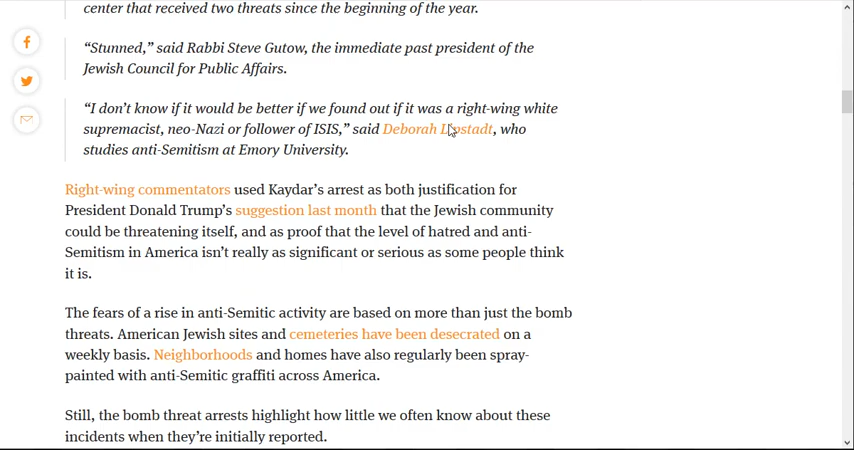 center that received two threats since the beginning of the year.
“Stunned,” said Rabbi Steve Gutow, the immediate past president of the
Jewish Council for Public Affairs.
“I don’t know if it would be better if we found out if it was a right-wing white
supremacist, neo-Nazi or follower of ISIS,” said Deborah Lipstadt, who
studies anti-Semitism at Emory University.
Right-wing commentators used Kaydar’s arrest as both justification for
President Donald Trump’s suggestion last month that the Jewish community
could be threatening itself, and as proof that the level of hatred and anti-
Semitism in America isn’t really as significant or serious as some people think
it is.
The fears of a rise in anti-Semitic activity are based on more than just the bomb
threats. American Jewish sites and cemeteries have been desecrated on a
weekly basis. Neighborhoods and homes have also regularly been spray-
painted with anti-Semitic graffiti across America.
Still, the bomb threat arrests highlight how little we often know about these
incidents when they’re initially reported.